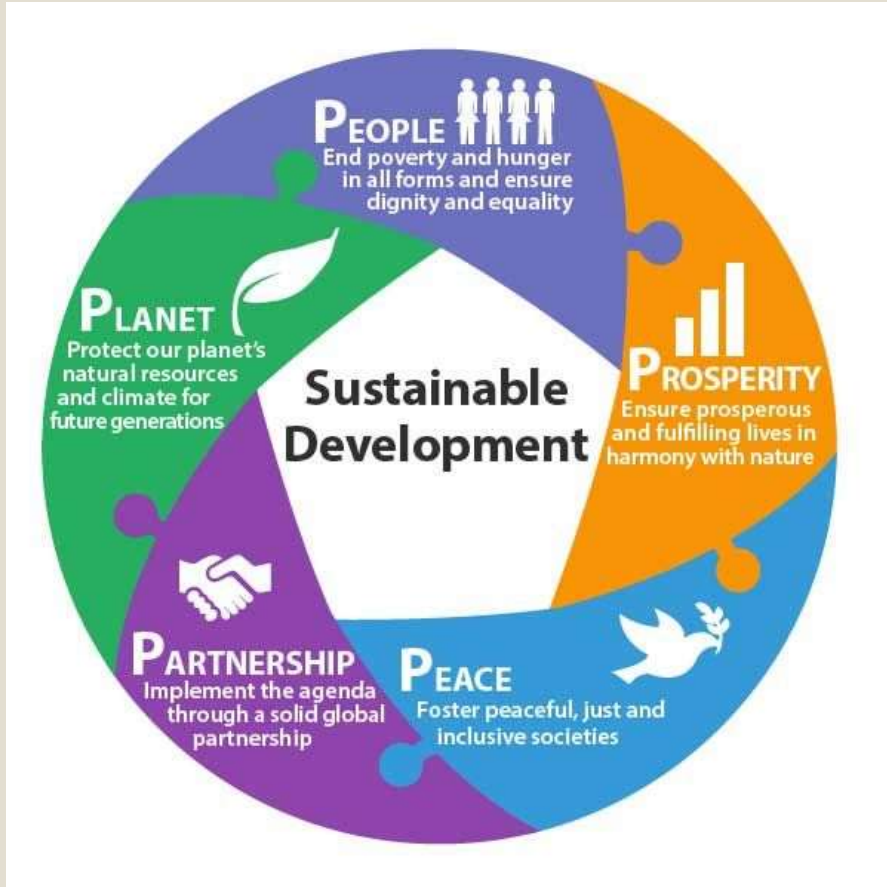 PEOPLE
End poverty and hunger
in all forms and ensure
dignity and equality
PROSPERITY
Ensure prosperous
and fulfilling lives in
harmony with nature
PEACE
Foster peaceful, just and
inclusive societies
PARTNERSHIP
Implement the agenda
through a solid global
partnership
PLANET
Protect our planet's
natural resources
and climate for
future generations
Sustainable
Development